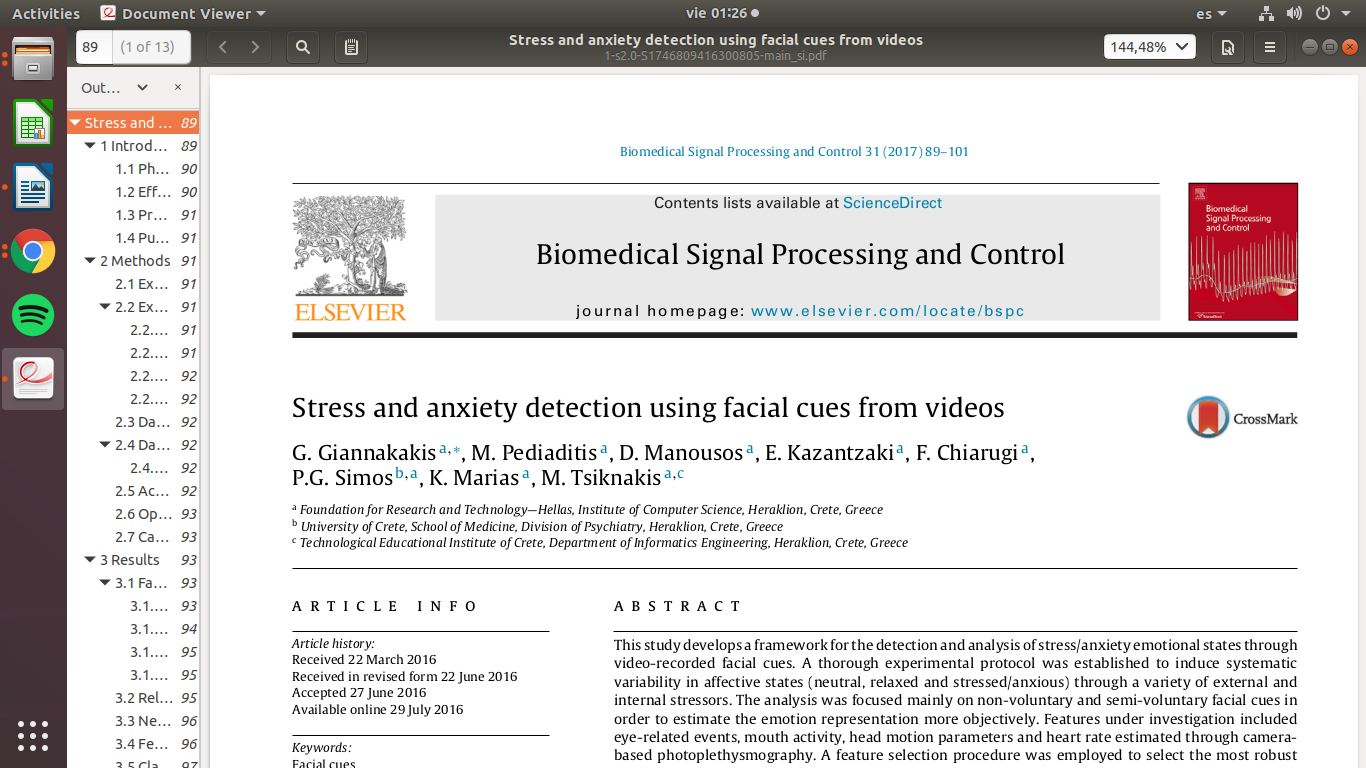 Activities
Document Viewer
vie 01:26
es
89
(1 of 13)
Stress and anxiety detection using facial cues from videos
1-s2.0-S1746809416300805-main_si.pdf
144,48%
Out…
Stress and … 89
1 Introd… 89
1.1 Ph… 90
1.2 Eff… 90
1.3 Pr… 91
1.4 Pu… 91
2 Methods 91
2.1 Ex… 91
2.2 Ex… 91
2.2.… 91
2.2.… 91
2.2.… 92
2.2.… 92
2.3 Da… 92
2.4 Da… 92
2.4.… 92
2.5 Ac… 92
2.6 Op… 93
2.7 Ca… 93
3 Results 93
3.1 Fa… 93
3.1.… 93
3.1.… 94
3.1.… 95
3.1.… 95
3.2 Rel… 95
3.3 Ne… 96
3.4 Fe… 96
3.5 Cla… 97
Biomedical Signal Processing and Control 31 (2017) 89–101
ELSEVIER
Contents lists available at ScienceDirect
Biomedical Signal Processing and Control
journal homepage: www.elsevier.com/locate/bspc
Biomedical
Signal Processing
and Control
Stress and anxiety detection using facial cues from videos
CrossMark
G. Giannakakis a,*, M. Pediaditis a, D. Manousos a, E. Kazantzaki a, F. Chiarugi a,
P.G. Simos b,a, K. Marias a, M. Tsiknakis a,c
a Foundation for Research and Technology—Hellas, Institute of Computer Science, Heraklion, Crete, Greece
b University of Crete, School of Medicine, Division of Psychiatry, Heraklion, Crete, Greece
c Technological Educational Institute of Crete, Department of Informatics Engineering, Heraklion, Crete, Greece
ARTICLE INFO
Article history:
Received 22 March 2016
Received in revised form 22 June 2016
Accepted 27 June 2016
Available online 29 July 2016
Keywords:
Facial cues
ABSTRACT
This study develops a framework for the detection and analysis of stress/anxiety emotional states through
video-recorded facial cues. A thorough experimental protocol was established to induce systematic
variability in affective states (neutral, relaxed and stressed/anxious) through a variety of external and
internal stressors. The analysis was focused mainly on non-voluntary and semi-voluntary facial cues in
order to estimate the emotion representation more objectively. Features under investigation included
eye-related events, mouth activity, head motion parameters and heart rate estimated through camera-
based photoplethysmography. A feature selection procedure was employed to select the most robust